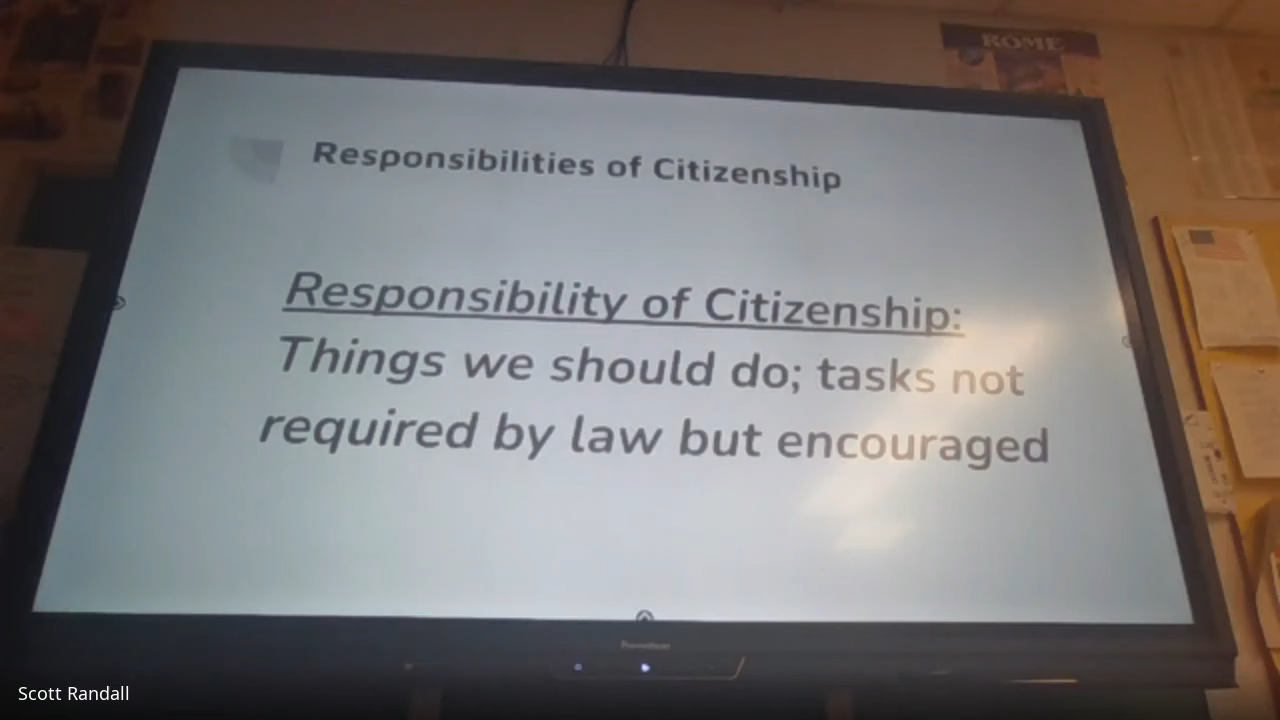 ROME
Responsibilities of Citizenship
Responsibility of Citizenship:
Things we should do; tasks not
required by law but encouraged
Promethean
Scott Randall